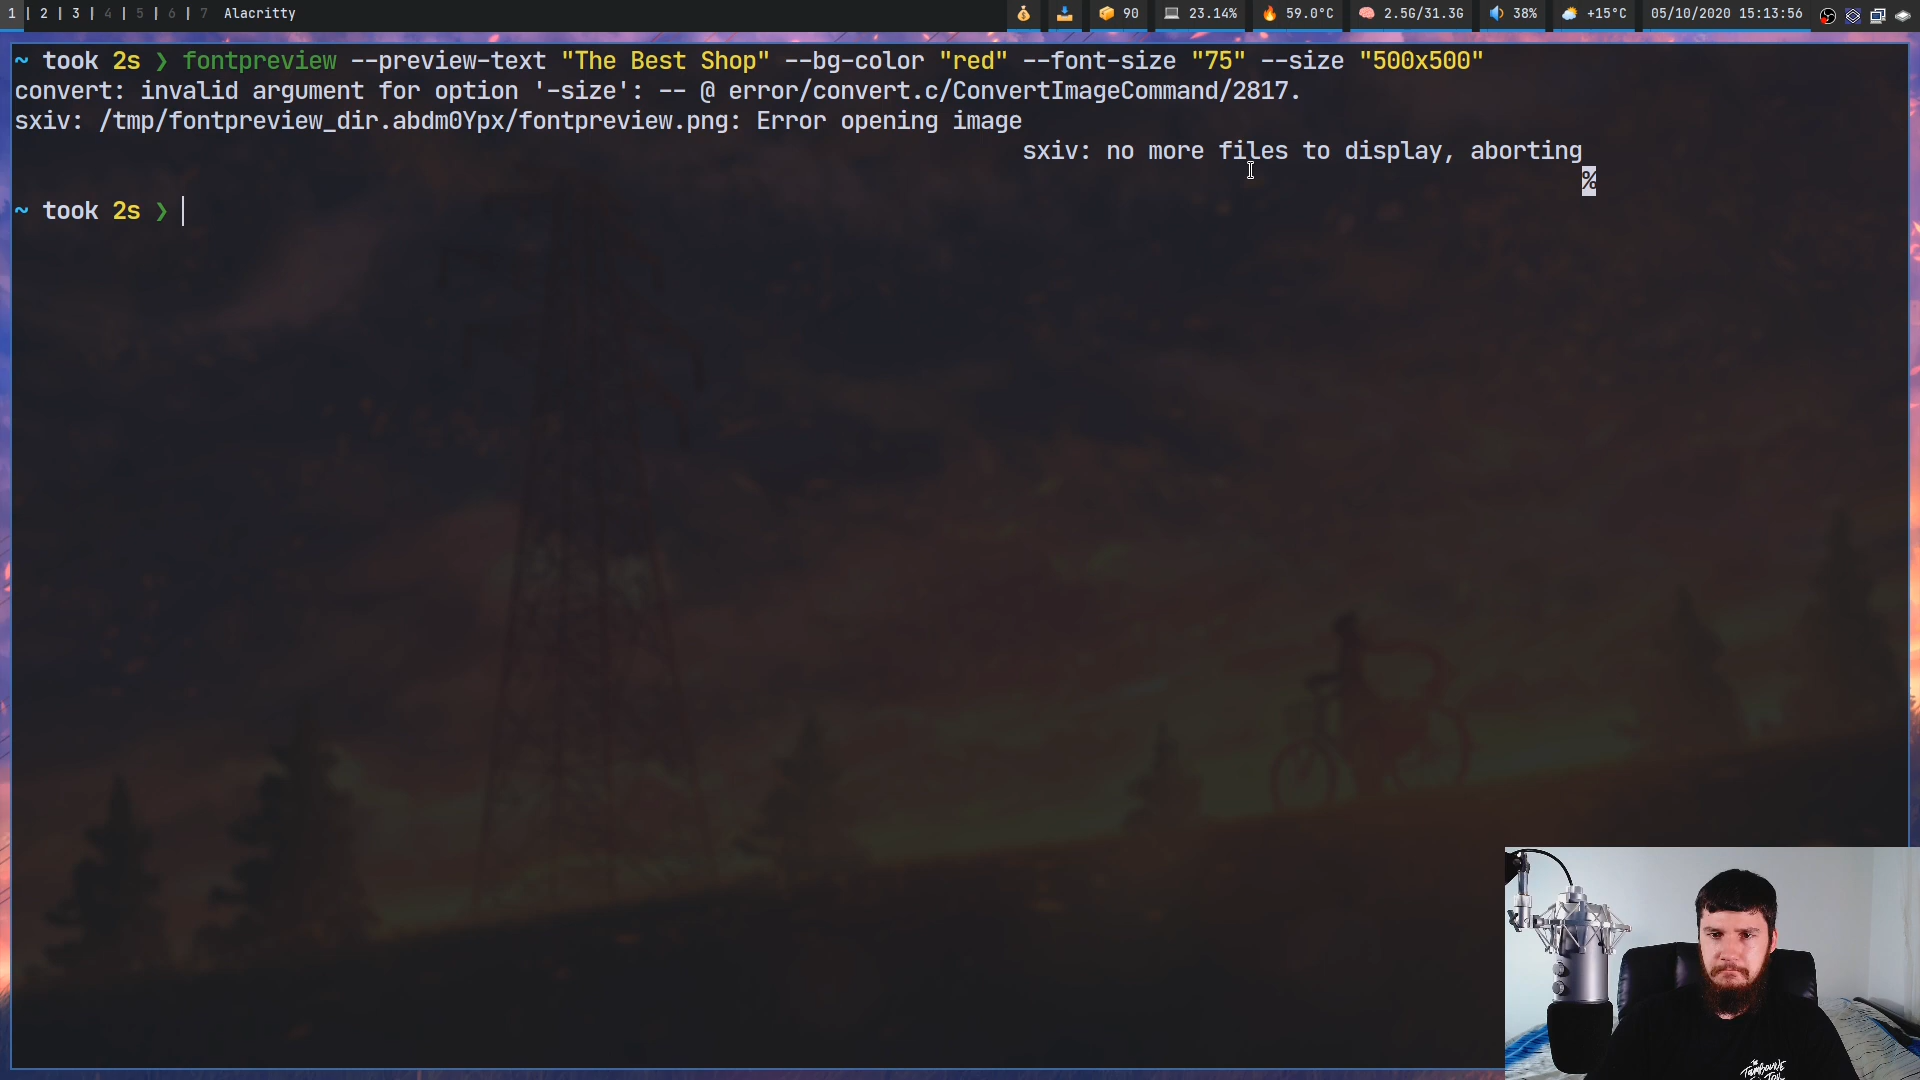 1 | 2 | 3 | 4 | 5 | 6 | 7 Alacritty
90 23.14% 59.0°C 2.5G/31.3G 38% +15°C 05/10/2020 15:13:56
~ took 2s ❯ fontpreview --preview-text "The Best Shop" --bg-color "red" --font-size "75" --size "500x500"
convert: invalid argument for option '-size': -- @ error/convert.c/ConvertImageCommand/2817.
sxiv: /tmp/fontpreview_dir.abdm0Ypx/fontpreview.png: Error opening image
sxiv: no more files to display, aborting
%
~ took 2s ❯